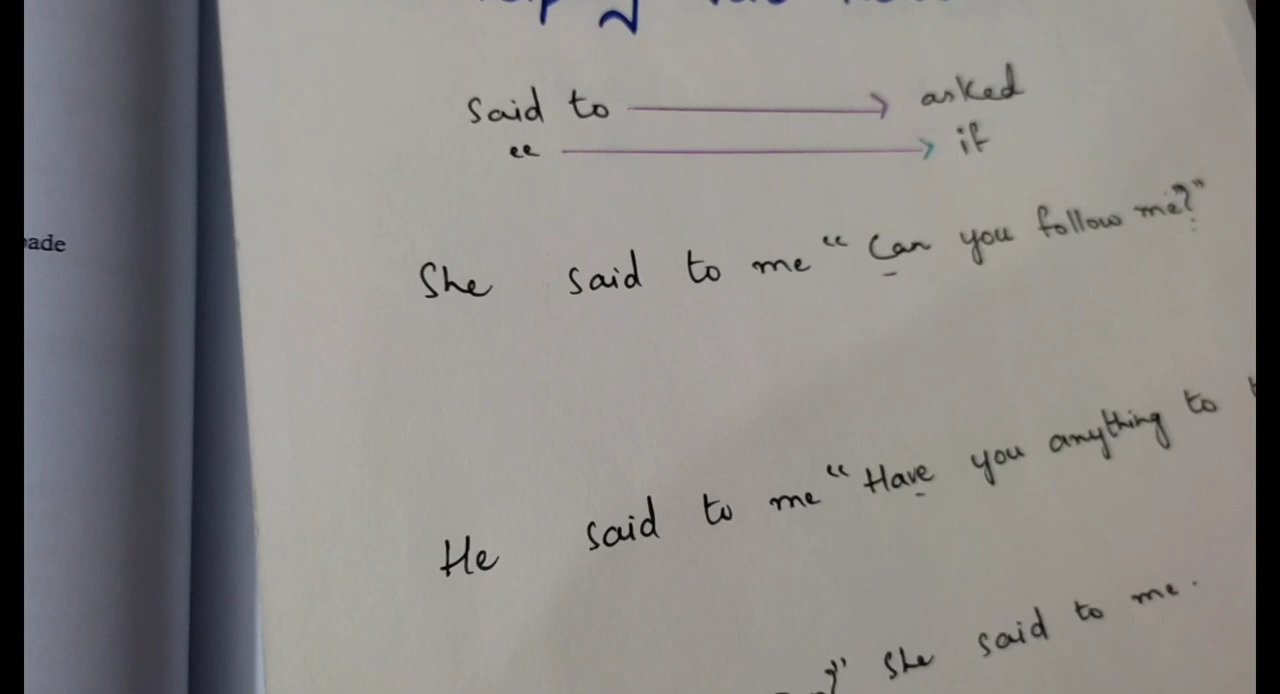 said to → asked
“ → if
ade
She said to me “Can you follow me?”
He said to me “Have you anything to
?” She said to me.